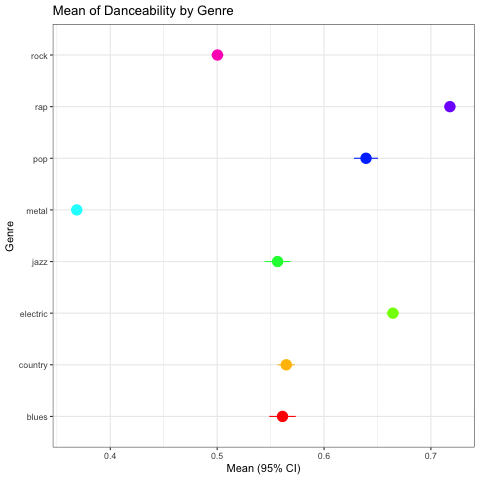 Mean of Danceability by Genre
rock
rap
pop
metal
jazz
electric
country
blues
Genre
0.4 0.5 0.6 0.7
Mean (95% CI)